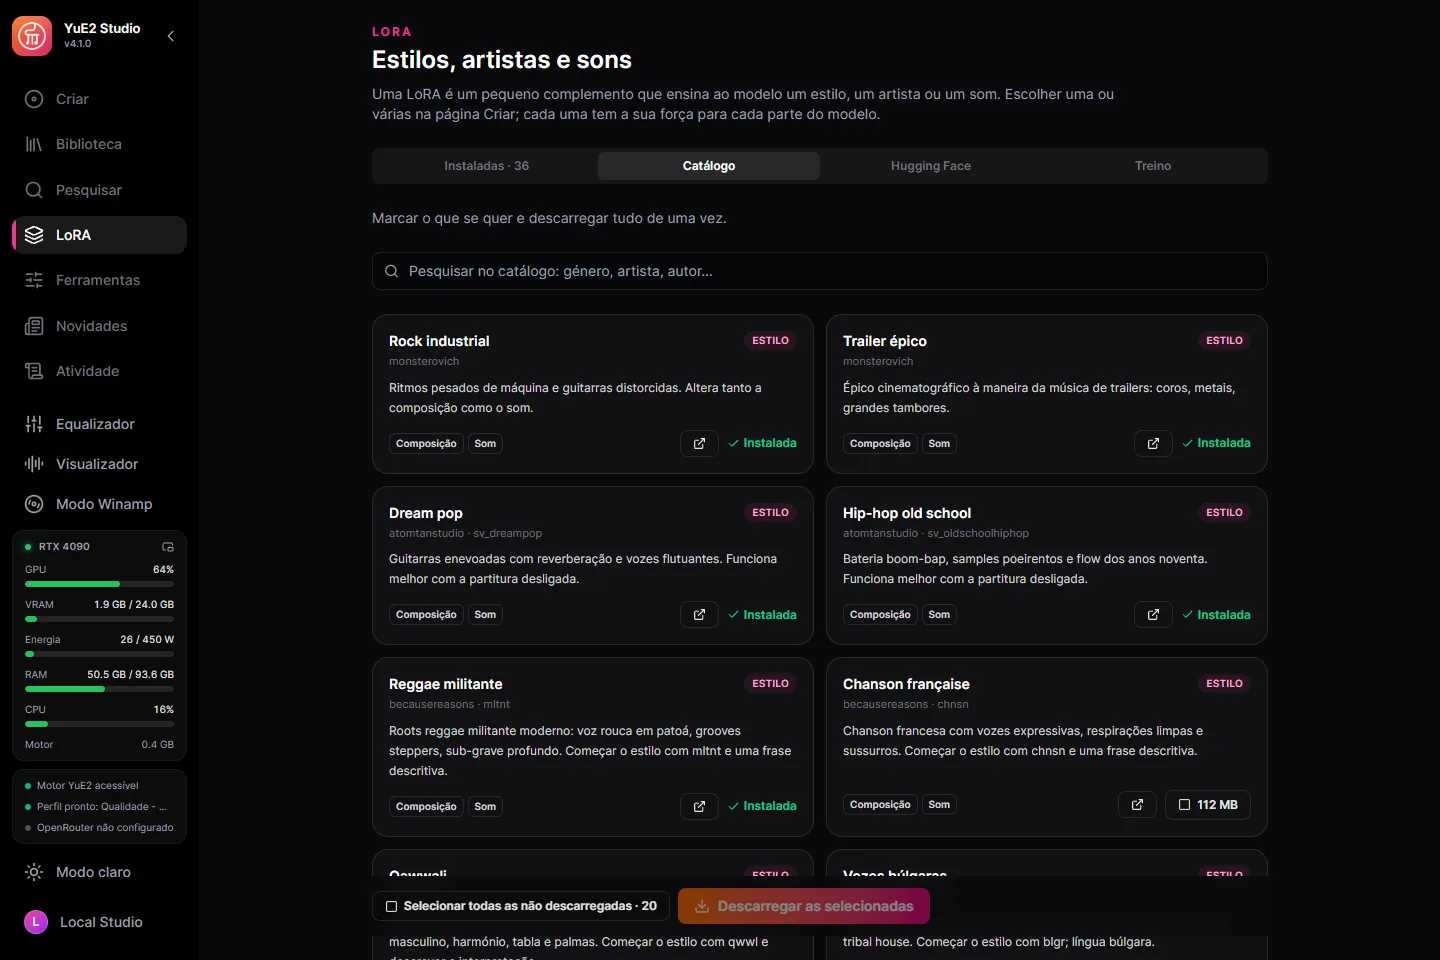 YuE2 Studio
v4.1.0
Criar
Biblioteca
Pesquisar
LoRA
Ferramentas
Novidades
Atividade
Equalizador
Visualizador
Modo Winamp
RTX 4090
GPU 64%
VRAM 1.9 GB / 24.0 GB
Energia 26 / 450 W
RAM 50.5 GB / 93.6 GB
CPU 16%
Motor 0.4 GB
Motor YuE2 acessível
Perfil pronto: Qualidade - ...
OpenRouter não configurado
Modo claro
L Local Studio
LORA
Estilos, artistas e sons
Uma LoRA é um pequeno complemento que ensina ao modelo um estilo, um artista ou um som. Escolher uma ou
várias na página Criar; cada uma tem a sua força para cada parte do modelo.
Instaladas · 36 Catálogo Hugging Face Treino
Marcar o que se quer e descarregar tudo de uma vez.
Pesquisar no catálogo: género, artista, autor...
Rock industrial ESTILO
monsterovich
Ritmos pesados de máquina e guitarras distorcidas. Altera tanto a
composição como o som.
Composição Som Instalada
Trailer épico ESTILO
monsterovich
Épico cinematográfico à maneira da música de trailers: coros, metais,
grandes tambores.
Composição Som Instalada
Dream pop ESTILO
atomtanstudio · sv_dreampop
Guitarras enevoadas com reverberação e vozes flutuantes. Funciona
melhor com a partitura desligada.
Composição Som Instalada
Hip-hop old school ESTILO
atomtanstudio · sv_oldschoolhiphop
Bateria boom-bap, samples poeirentos e flow dos anos noventa.
Funciona melhor com a partitura desligada.
Composição Som Instalada
Reggae militante ESTILO
becausereasons · mltnt
Roots reggae militante moderno: voz rouca em patoá, grooves
steppers, sub-grave profundo. Começar o estilo com mltnt e uma frase
descritiva.
Composição Som Instalada
Chanson française ESTILO
becausereasons · chnsn
Chanson francesa com vozes expressivas, respirações limpas e
sussurros. Começar o estilo com chnsn e uma frase descritiva.
Composição Som 112 MB
Qawwali ESTILO
masculino, harmónio, tabla e palmas. Começar o estilo com qwwl e
Vozes búlgaras ESTILO
tribal house. Começar o estilo com blgr; língua búlgara.
Selecionar todas as não descarregadas · 20
Descarregar as selecionadas